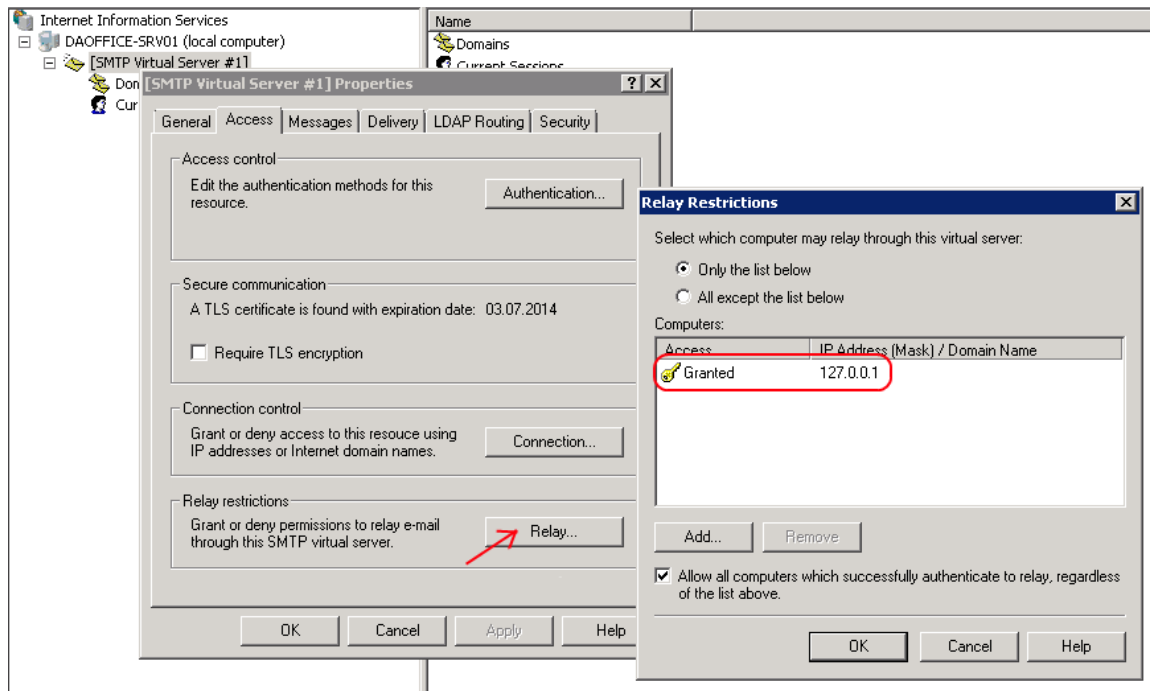 Internet Information Services
DAOFFICE-SRV01 (local computer)
[SMTP Virtual Server #1]
Don
Cur
Name
Domains
Current Sessions
[SMTP Virtual Server #1] Properties
General
Access
Messages
Delivery
LDAP Routing
Security
Access control
Edit the authentication methods for this
resource.
Authentication...
Secure communication
A TLS certificate is found with expiration date: 03.07.2014
Require TLS encryption
Connection control
Grant or deny access to this resouce using
IP addresses or Internet domain names.
Connection...
Relay restrictions
Grant or deny permissions to relay e-mail
through this SMTP virtual server.
Relay...
OK
Cancel
Apply
Help
Relay Restrictions
Select which computer may relay through this virtual server:
Only the list below
All except the list below
Computers:
Access
IP Address (Mask) / Domain Name
Granted
127.0.0.1
Add...
Remove
Allow all computers which successfully authenticate to relay, regardless
of the list above.
OK
Cancel
Help